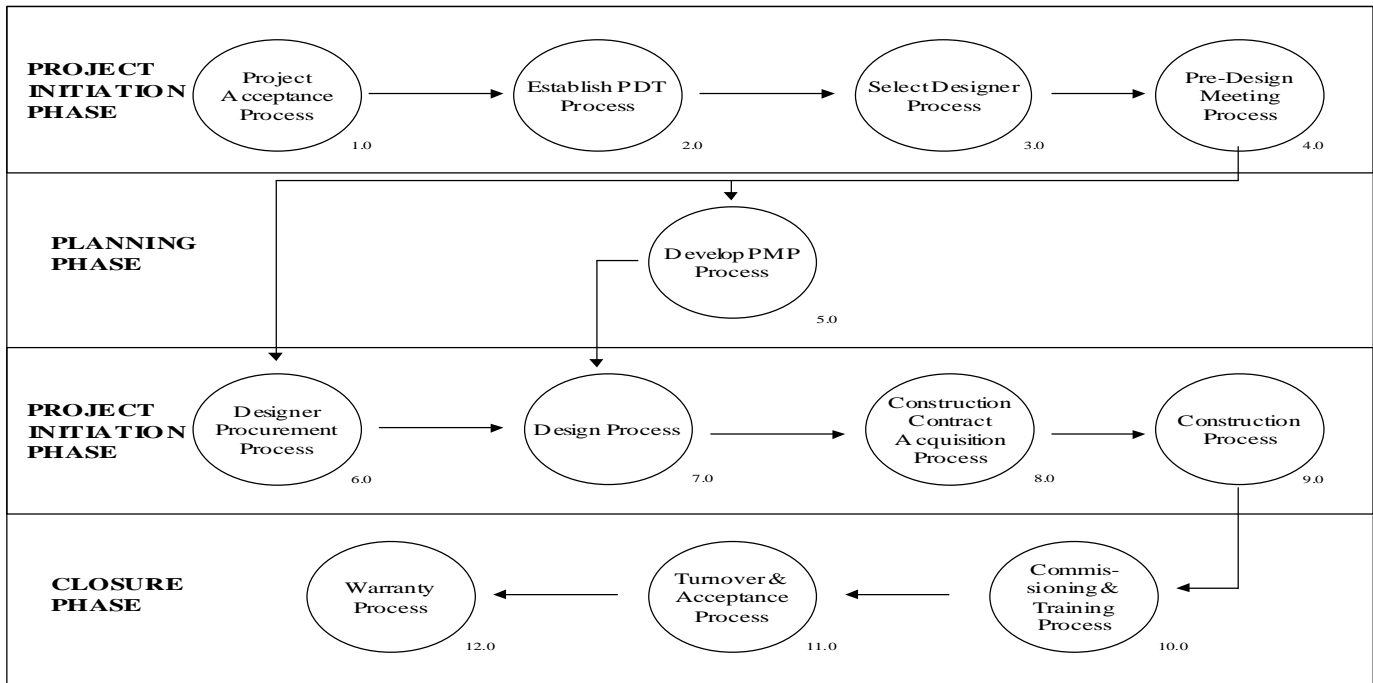 PROJECT
INITIATION
PHASE
Project
Acceptance
Process
1.0
Establish PDT
Process
2.0
Select Designer
Process
3.0
Pre-Design
Meeting
Process
4.0
PLANNING
PHASE
Develop PMP
Process
5.0
PROJECT
INITIATION
PHASE
Designer
Procurement
Process
6.0
Design Process
7.0
Construction
Contract
Acquisition
Process
8.0
Construction
Process
9.0
CLOSURE
PHASE
Warranty
Process
12.0
Turnover &
Acceptance
Process
11.0
Commis-
sioning &
Training
Process
10.0